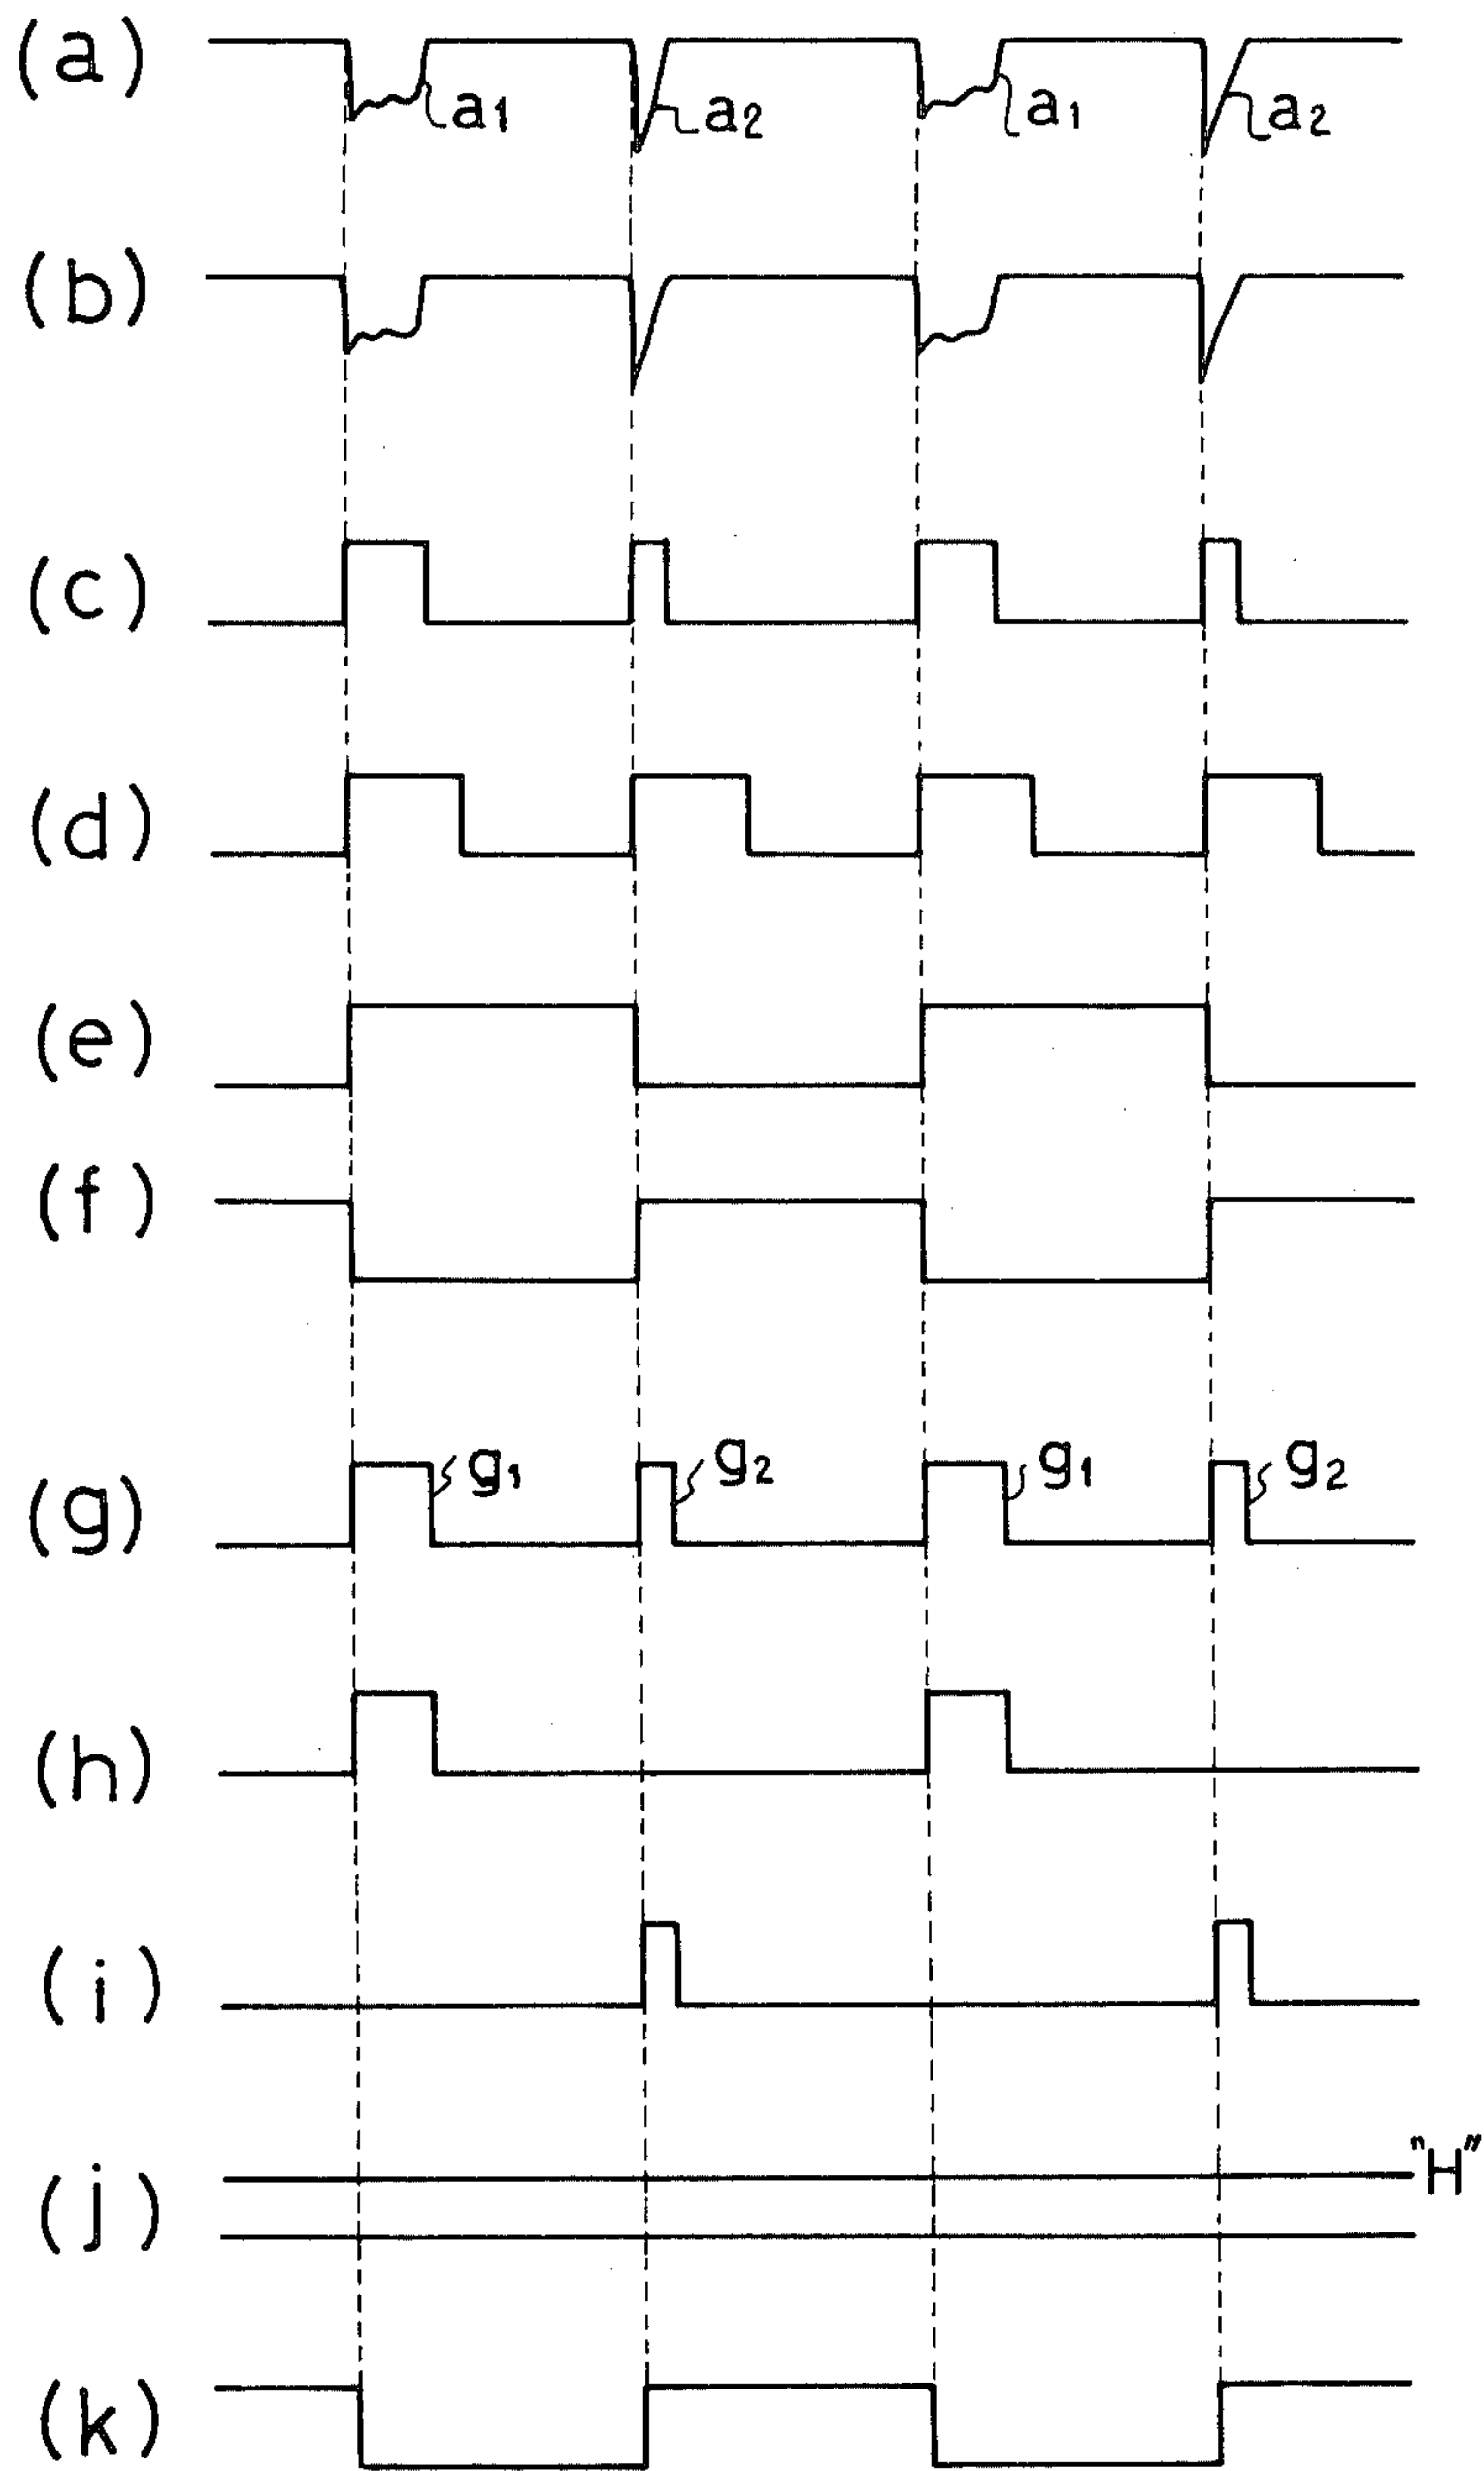 (a) a1 a2 a1 a2
(b)
(c)
(d)
(e)
(f)
(g) g1 g2 g1 g2
(h)
(i)
(j) "H"
(k)